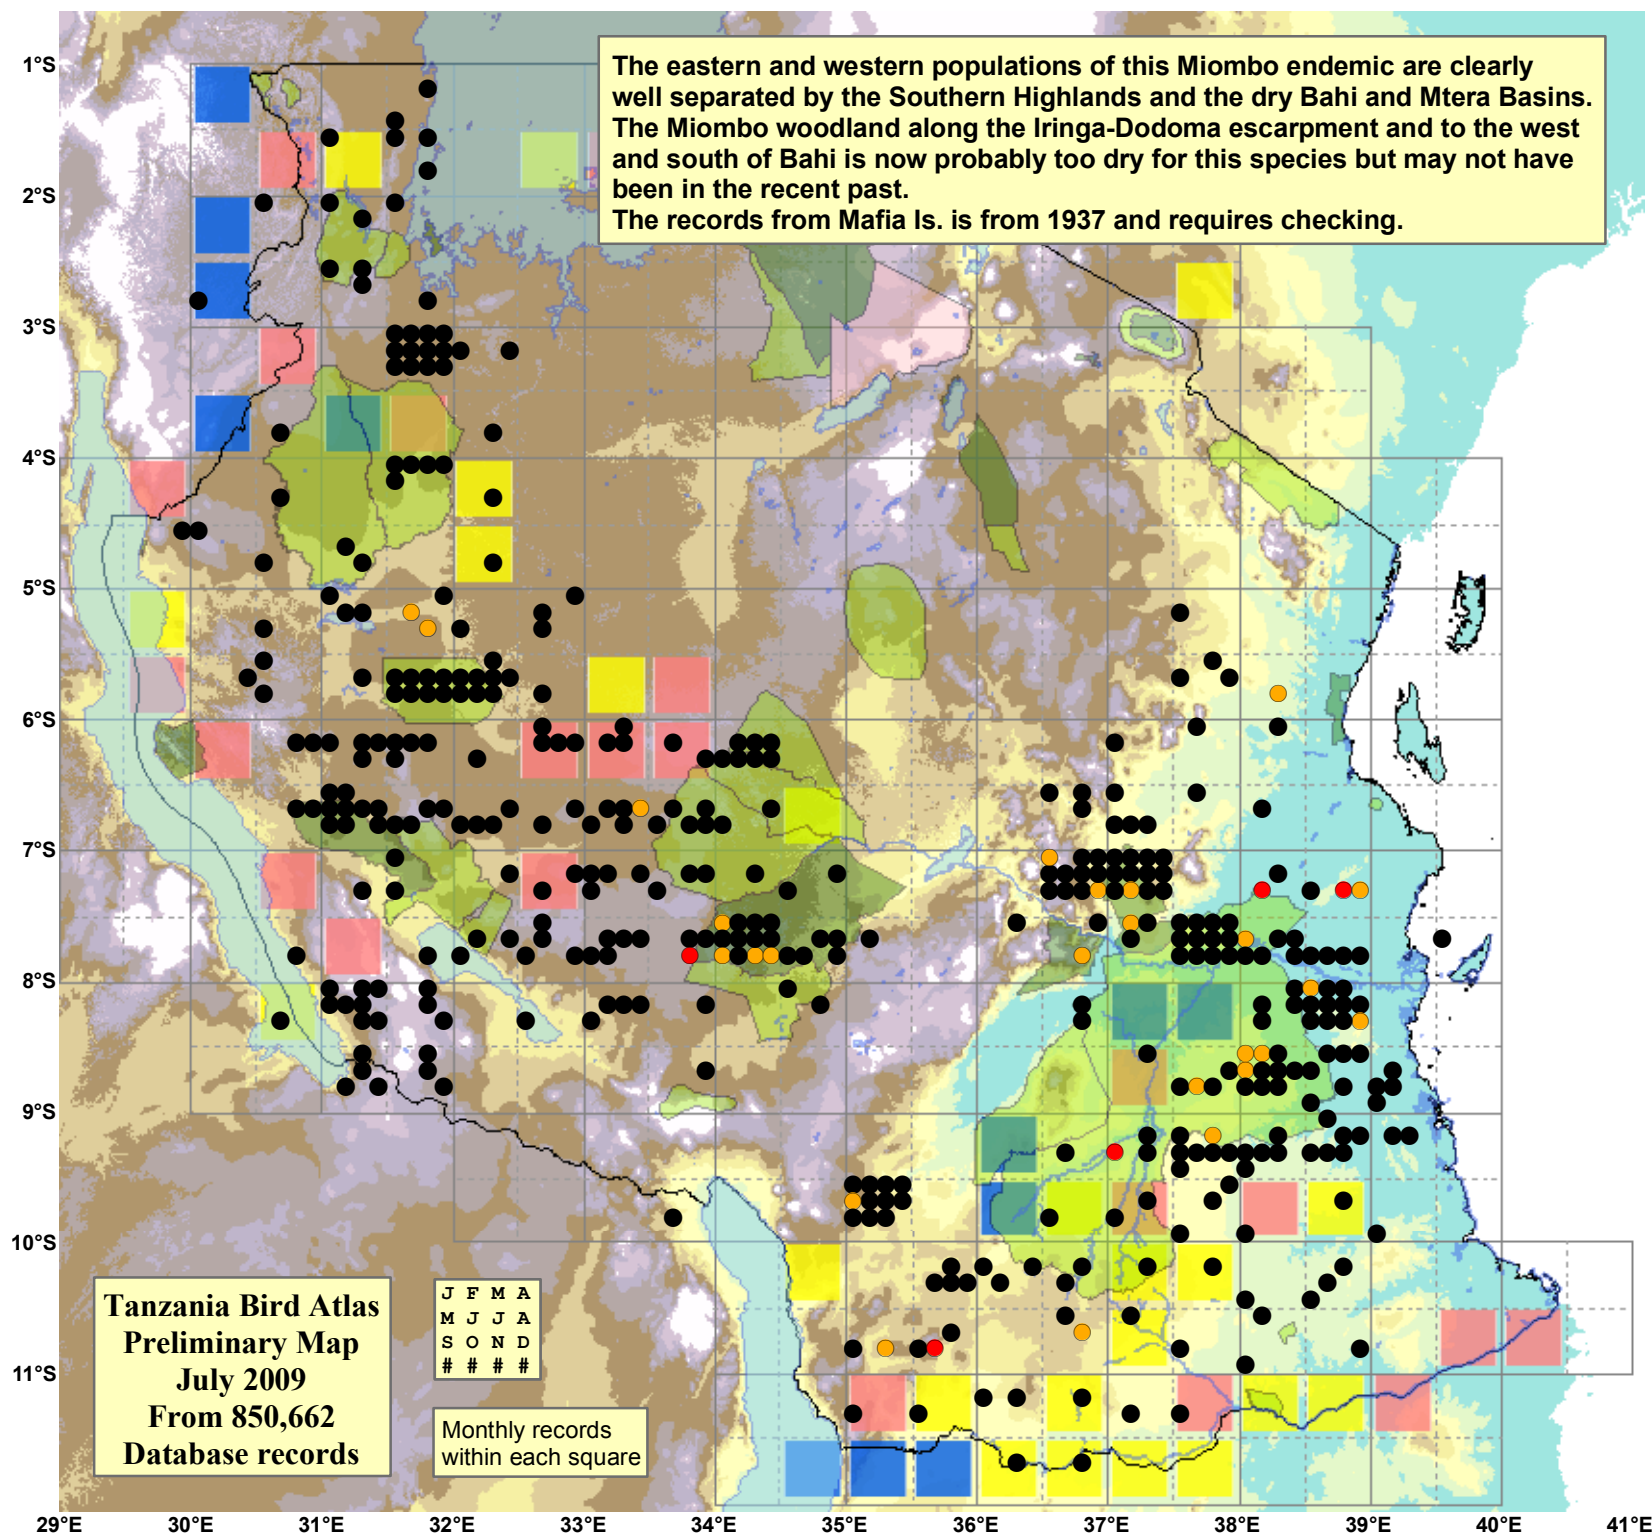 The eastern and western populations of this Miombo endemic are clearly
well separated by the Southern Highlands and the dry Bahi and Mtera Basins.
The Miombo woodland along the Iringa-Dodoma escarpment and to the west
and south of Bahi is now probably too dry for this species but may not have
been in the recent past.
The records from Mafia Is. is from 1937 and requires checking.
1°S
2°S
3°S
4°S
5°S
6°S
7°S
8°S
9°S
10°S
11°S
Tanzania Bird Atlas
Preliminary Map
July 2009
From 850,662
Database records
J F M A
M J J A
S O N D
# # # #
Monthly records
within each square
29°E 30°E 31°E 32°E 33°E 34°E 35°E 36°E 37°E 38°E 39°E 40°E 41°E